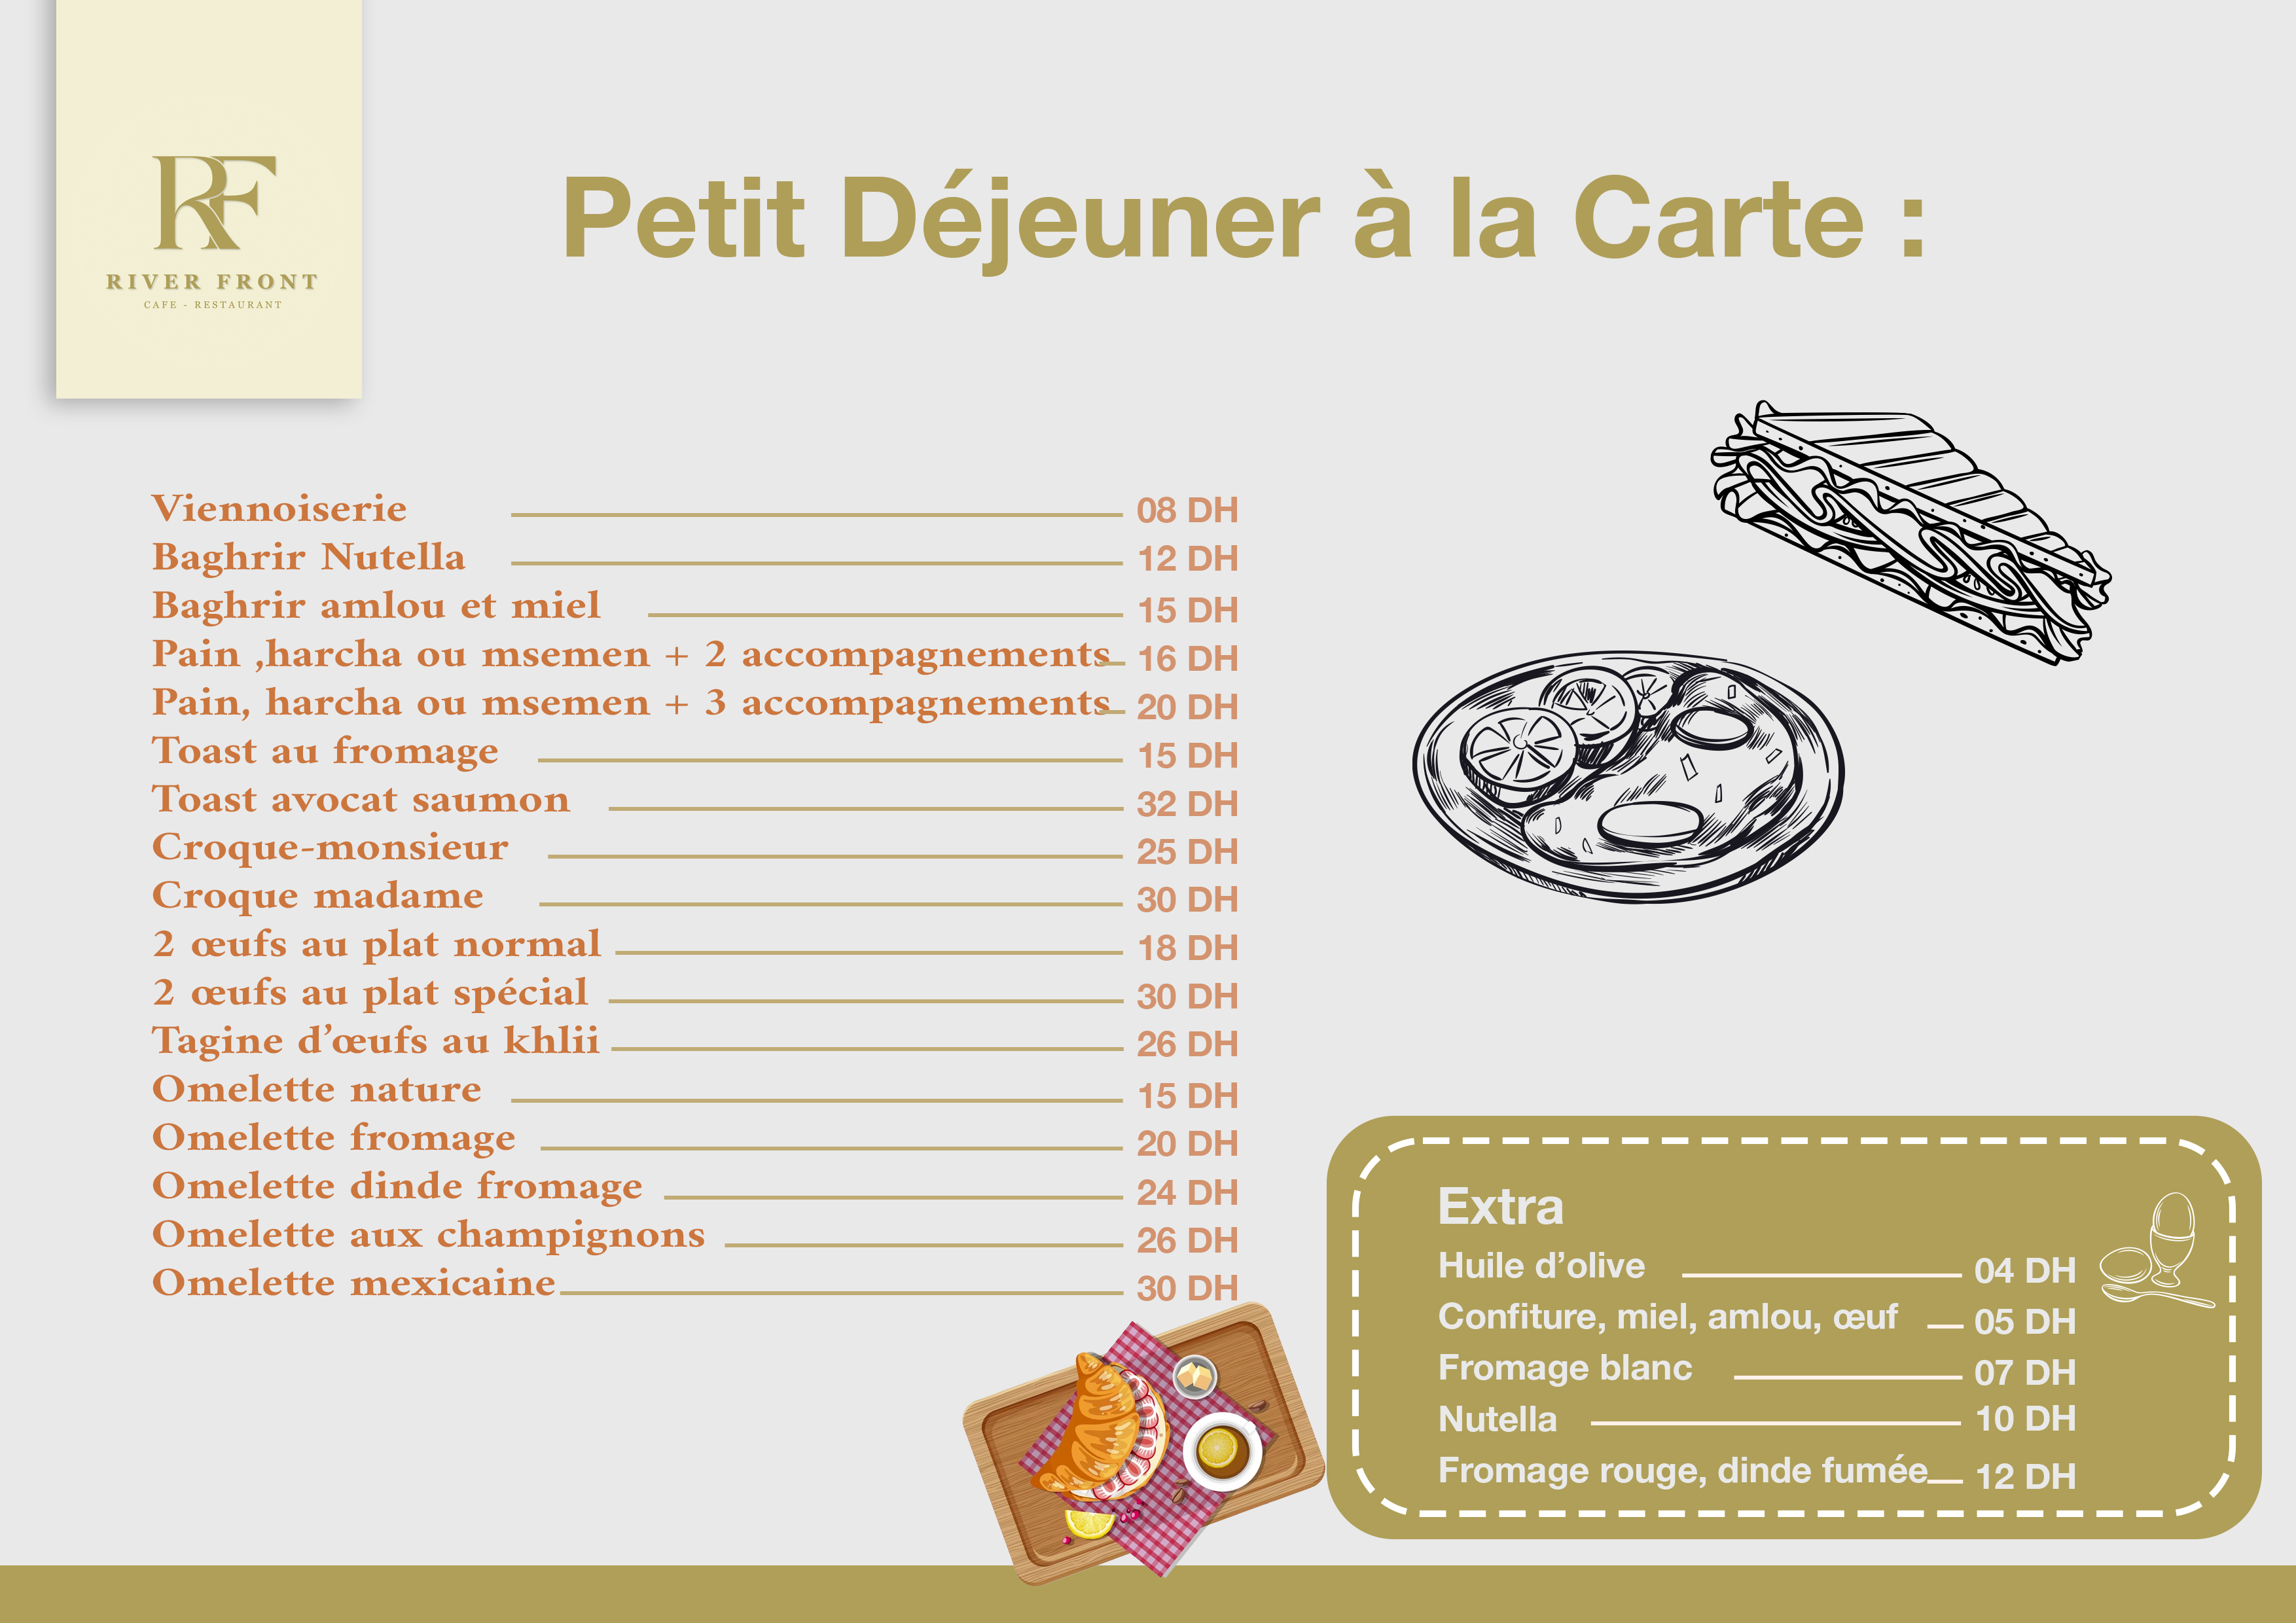 RF
RIVER FRONT
CAFE - RESTAURANT
Petit Déjeuner à la Carte :
Viennoiserie 08 DH
Baghrir Nutella 12 DH
Baghrir amlou et miel 15 DH
Pain ,harcha ou msemen + 2 accompagnements 16 DH
Pain, harcha ou msemen + 3 accompagnements 20 DH
Toast au fromage 15 DH
Toast avocat saumon 32 DH
Croque-monsieur 25 DH
Croque madame 30 DH
2 œufs au plat normal 18 DH
2 œufs au plat spécial 30 DH
Tagine d’œufs au khlii 26 DH
Omelette nature 15 DH
Omelette fromage 20 DH
Omelette dinde fromage 24 DH
Omelette aux champignons 26 DH
Omelette mexicaine 30 DH
Extra
Huile d’olive 04 DH
Confiture, miel, amlou, œuf 05 DH
Fromage blanc 07 DH
Nutella 10 DH
Fromage rouge, dinde fumée 12 DH